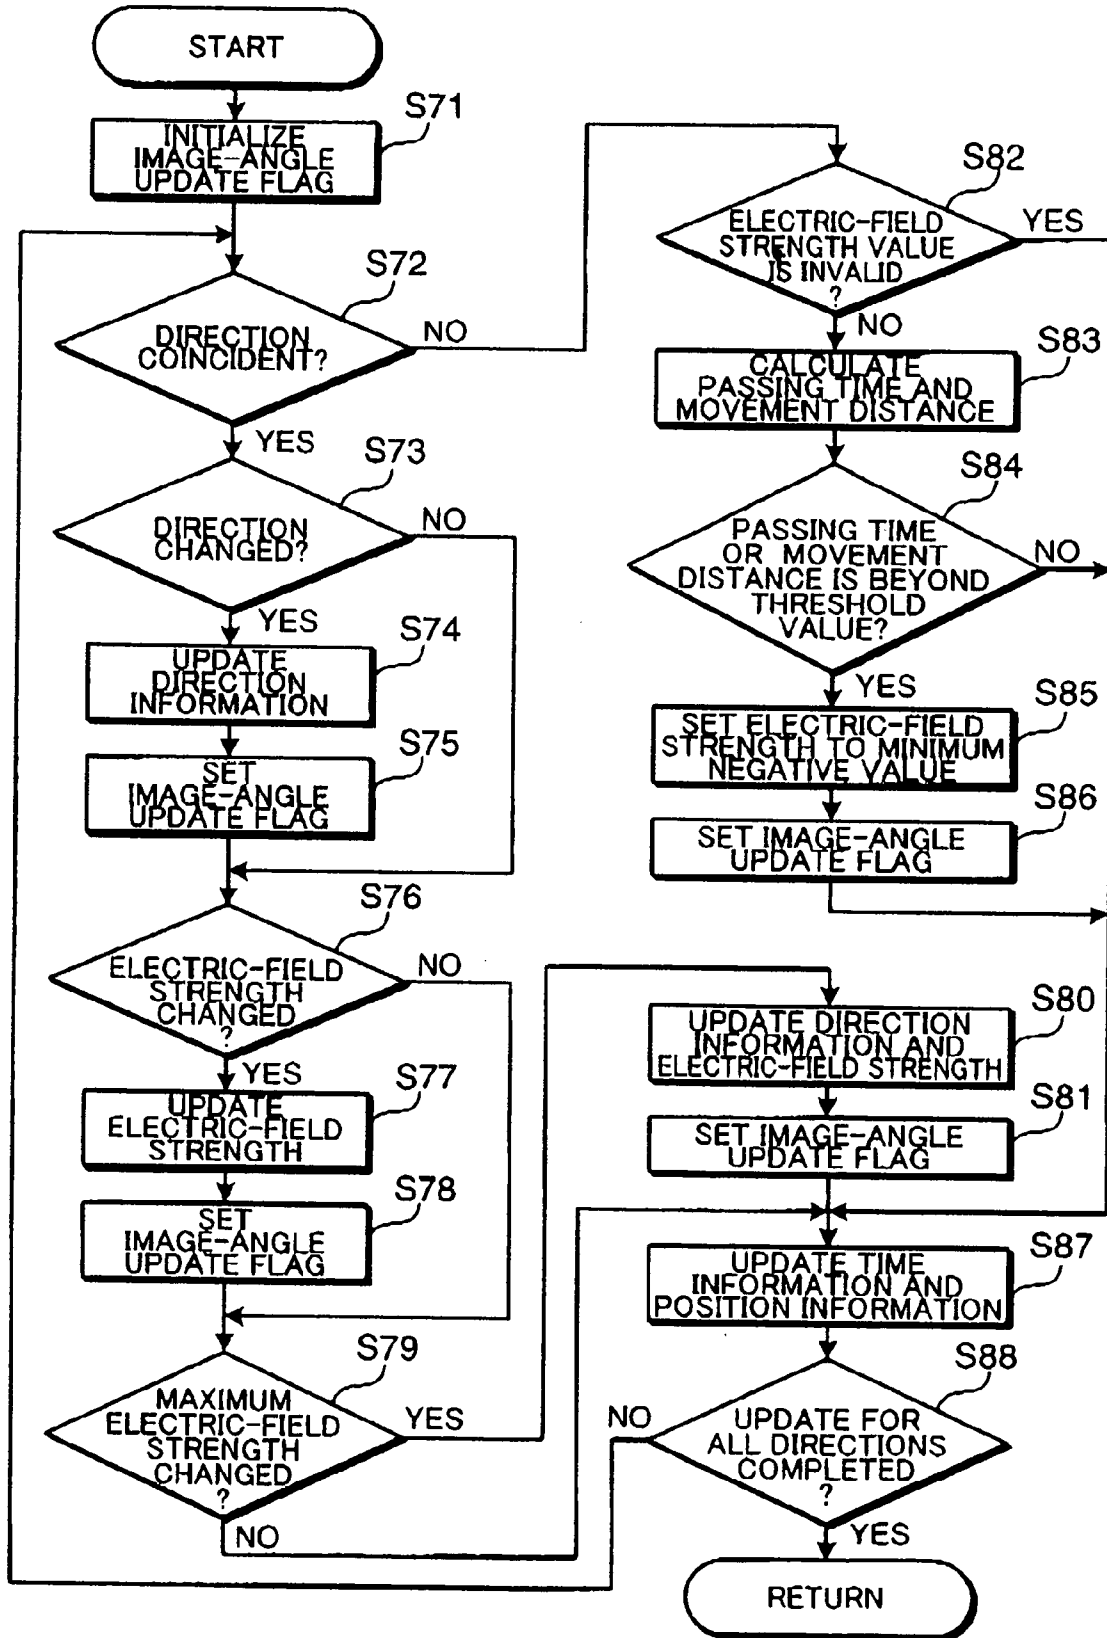 START
S71
INITIALIZE
IMAGE-ANGLE
UPDATE FLAG
S72
DIRECTION
COINCIDENT?
NO
YES
S73
DIRECTION
CHANGED?
NO
YES
S74
UPDATE
DIRECTION
INFORMATION
S75
SET
IMAGE-ANGLE
UPDATE FLAG
S76
ELECTRIC-FIELD
STRENGTH
CHANGED
?
NO
YES
S77
UPDATE
ELECTRIC-FIELD
STRENGTH
S78
SET
IMAGE-ANGLE
UPDATE FLAG
S79
MAXIMUM
ELECTRIC-FIELD
STRENGTH
CHANGED
?
YES
NO
S82
ELECTRIC-FIELD
STRENGTH VALUE
IS INVALID
?
YES
NO
S83
CALCULATE
PASSING TIME AND
MOVEMENT DISTANCE
S84
PASSING TIME
OR MOVEMENT
DISTANCE IS BEYOND
THRESHOLD
VALUE?
NO
YES
S85
SET ELECTRIC-FIELD
STRENGTH TO MINIMUM
NEGATIVE VALUE
S86
SET IMAGE-ANGLE
UPDATE FLAG
S80
UPDATE DIRECTION
INFORMATION AND
ELECTRIC-FIELD STRENGTH
S81
SET IMAGE-ANGLE
UPDATE FLAG
S87
UPDATE TIME
INFORMATION AND
POSITION INFORMATION
S88
UPDATE FOR
ALL DIRECTIONS
COMPLETED
?
NO
YES
RETURN